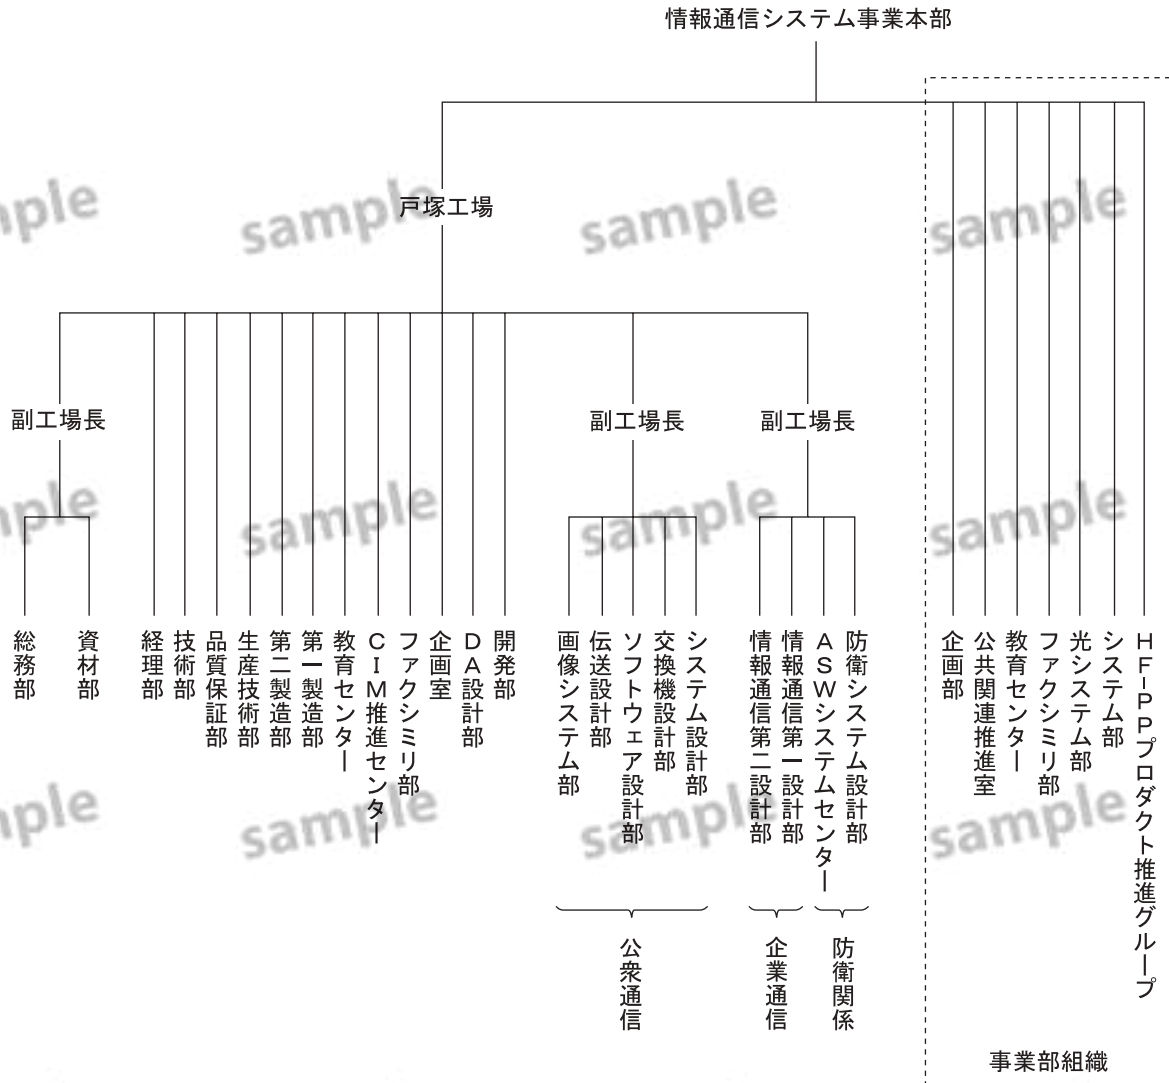 情報通信システム事業本部
戸塚工場
副工場長
副工場長
副工場長
総務部
資材部
経理部
技術部
品質保証部
生産技術部
第二製造部
第一製造部
教育センター
CIM推進センター
ファクシミリ部
企画室
DA設計部
開発部
画像システム部
伝送設計部
ソフトウェア設計部
交換機設計部
システム設計部
情報通信第二設計部
情報通信第一設計部
ASWシステムセンター
防衛システム設計部
企画部
公共関連推進室
教育センター
ファクシミリ部
光システム部
システム部
HF-PPプロダクト推進グループ
公衆通信
企業通信
防衛関係
事業部組織
sample
sample
sample
sample
sample
sample
sample
sample
sample